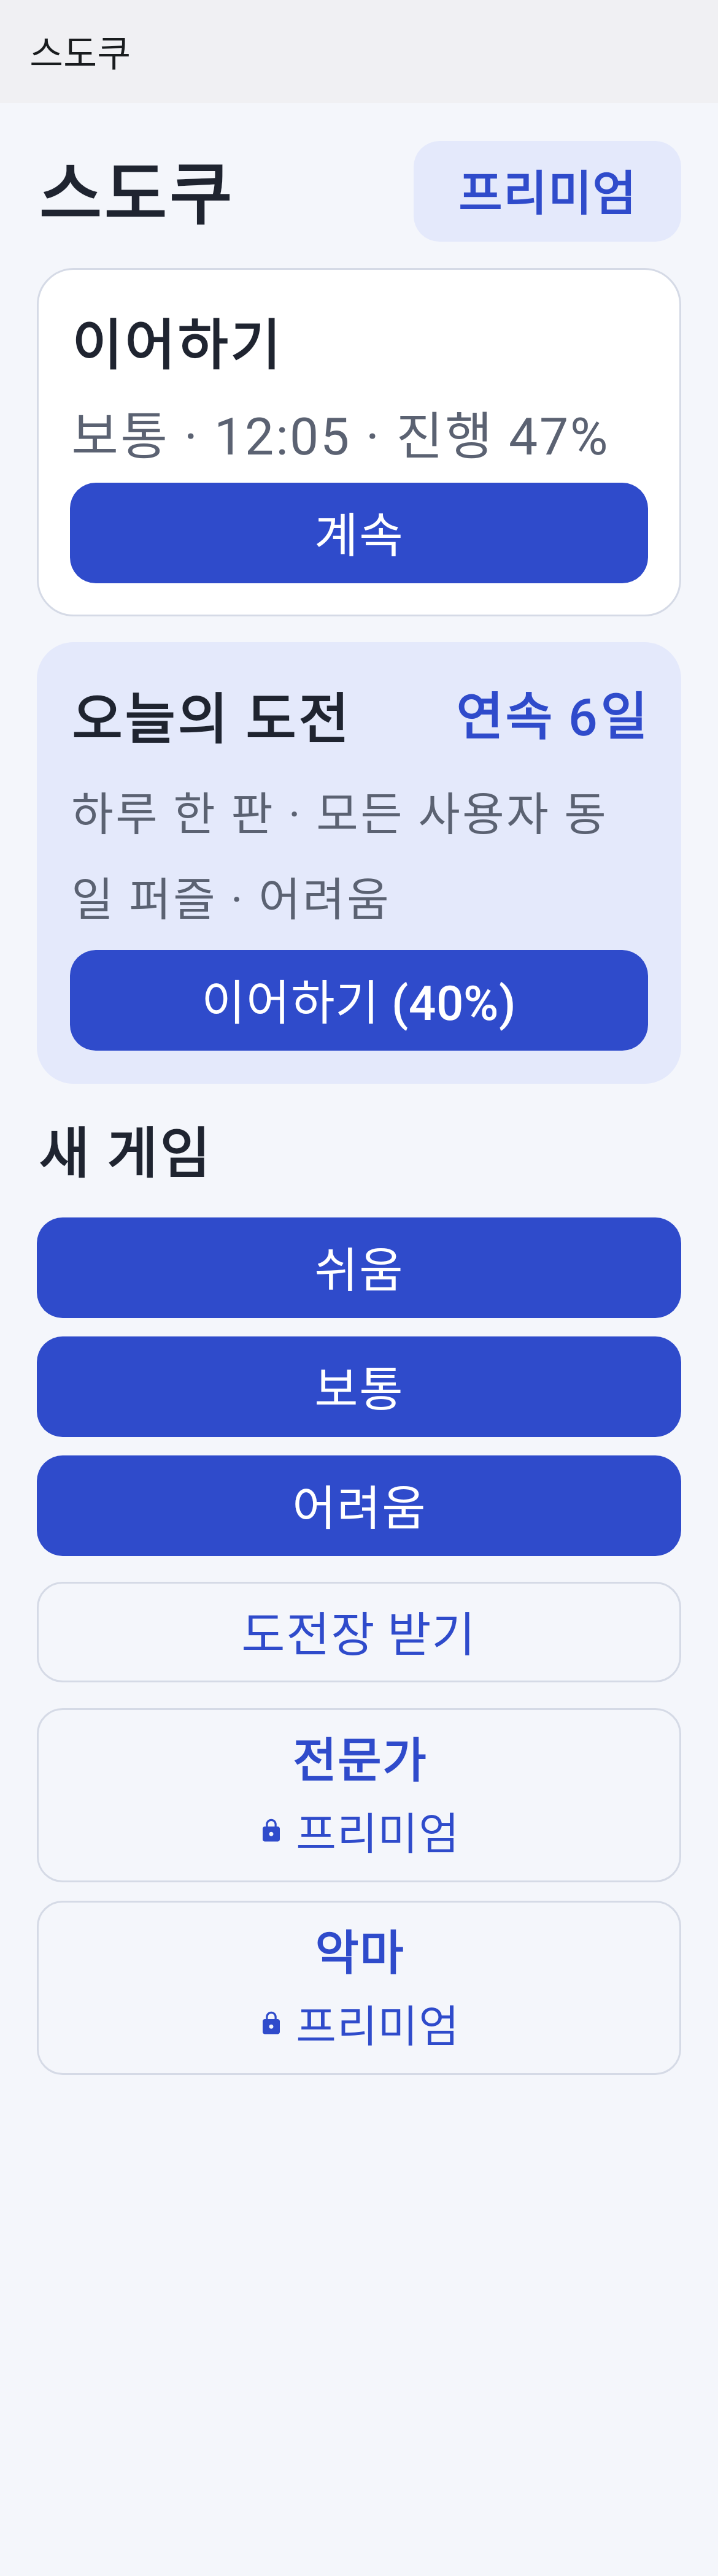 스도쿠
스도쿠
프리미엄
이어하기
보통 · 12:05 · 진행 47%
계속
오늘의 도전
연속 6일
하루 한 판 · 모든 사용자 동
일 퍼즐 · 어려움
이어하기 (40%)
새 게임
쉬움
보통
어려움
도전장 받기
전문가
프리미엄
악마
프리미엄